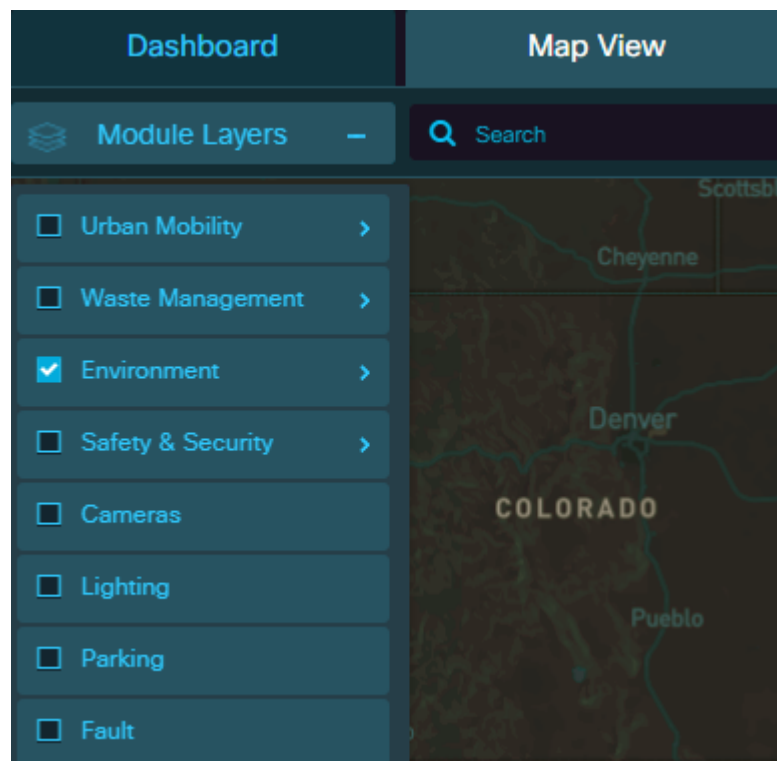 Dashboard
Map View
Module Layers
Search
Urban Mobility
Waste Management
Environment
Safety & Security
Cameras
Lighting
Parking
Fault
Cheyenne
Denver
COLORADO
Pueblo